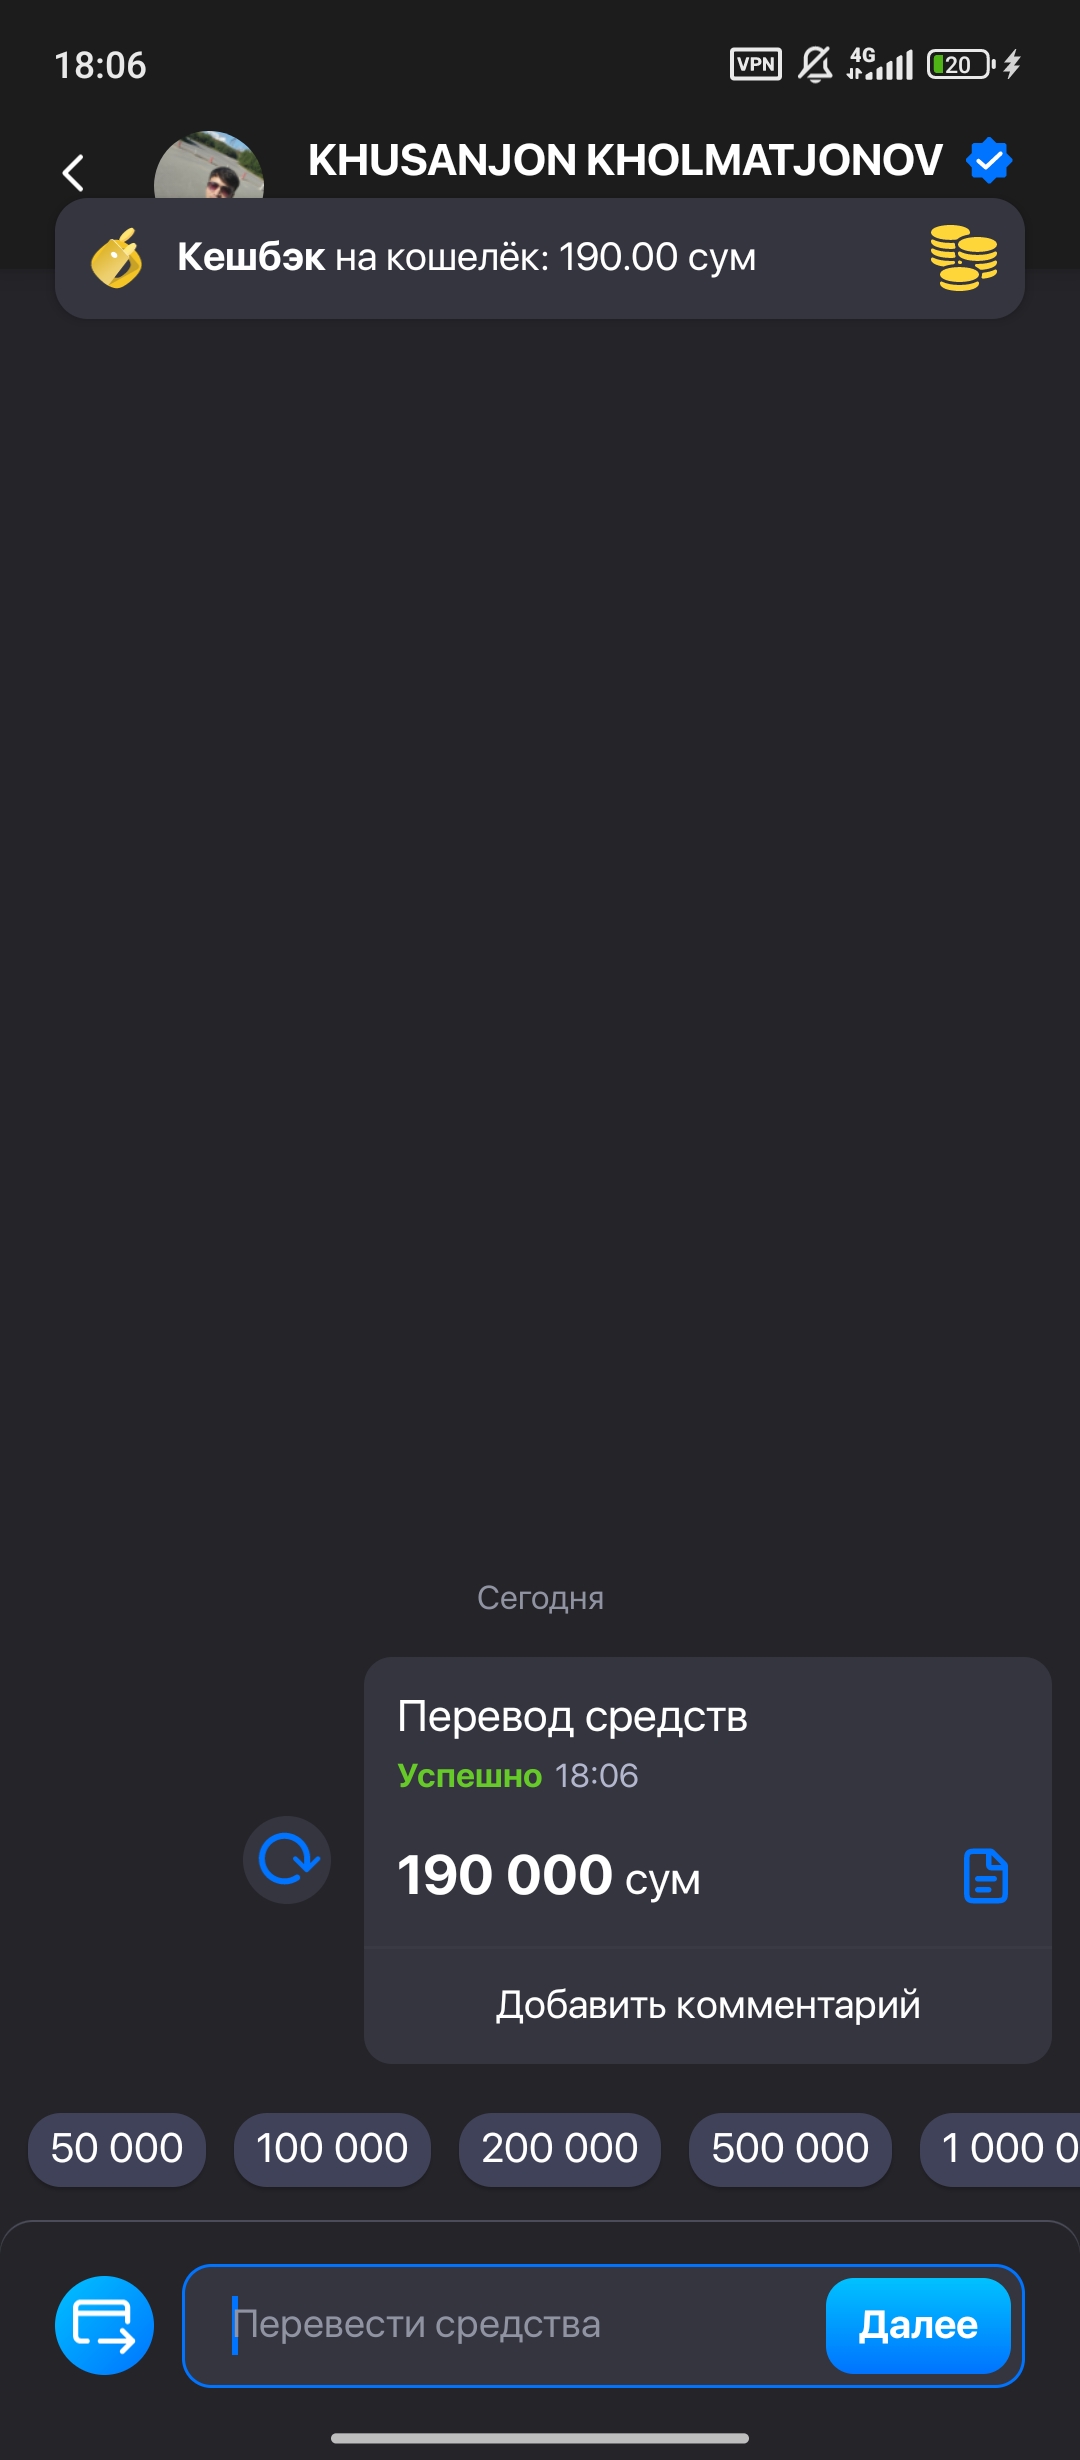 18:06
VPN
4G
20
KHUSANJON KHOLMATJONOV
Кешбэк на кошелёк: 190.00 сум
Сегодня
Перевод средств
Успешно 18:06
190 000 сум
Добавить комментарий
50 000
100 000
200 000
500 000
1 000 0
Перевести средства
Далее